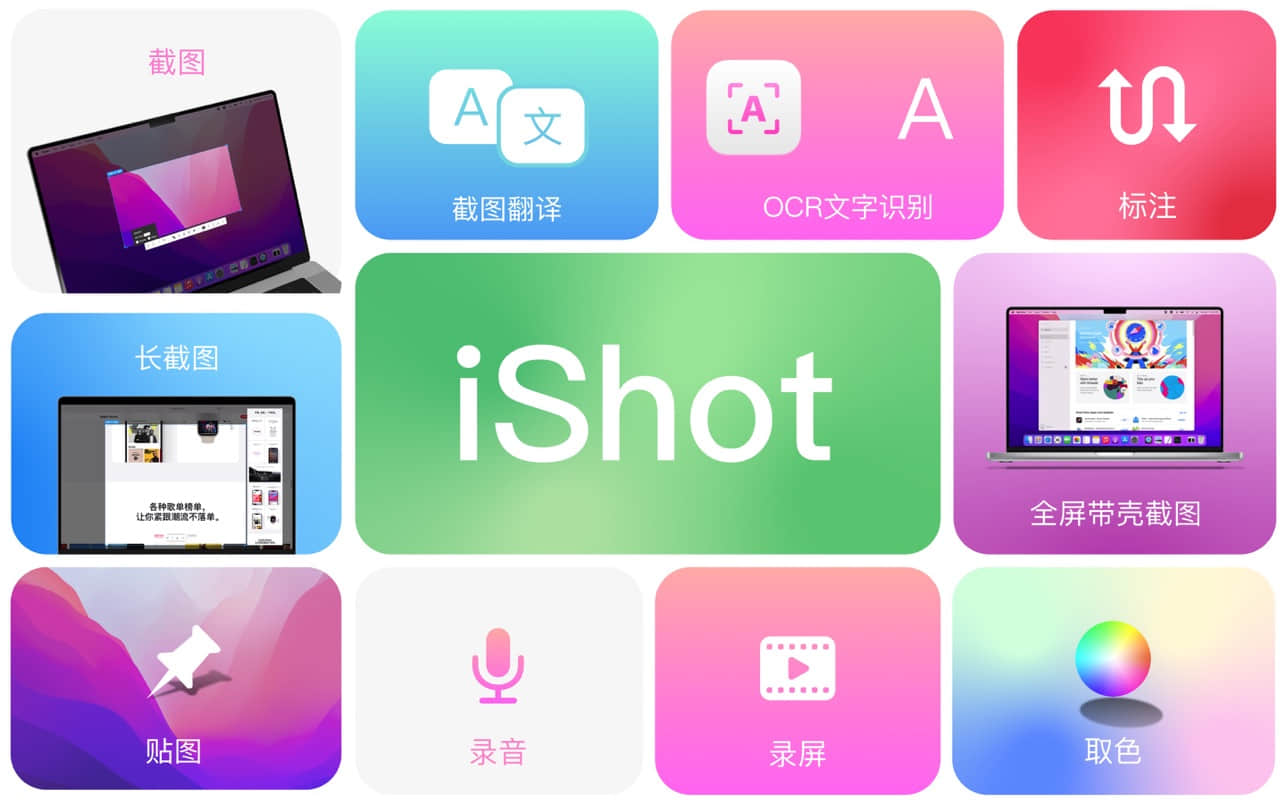 截图
A 文
截图翻译
A
A
OCR文字识别
标注
长截图
各种歌单榜单,
让你紧跟潮流不落单。
iShot
全屏带壳截图
贴图
录音
录屏
取色